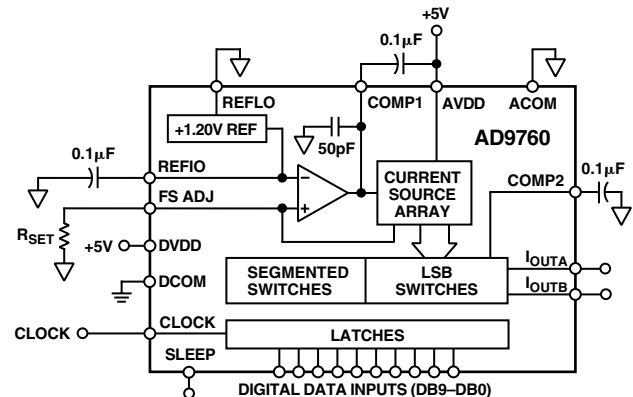 +5V
0.1µF
REFLO
COMP1
AVDD
ACOM
+1.20V REF
50pF
AD9760
0.1µF
REFIO
–
FS ADJ
+
CURRENT
SOURCE
ARRAY
COMP2
0.1µF
RSET
+5V
DVDD
DCOM
SEGMENTED
SWITCHES
LSB
SWITCHES
IOUTA
IOUTB
CLOCK
CLOCK
LATCHES
SLEEP
DIGITAL DATA INPUTS (DB9–DB0)